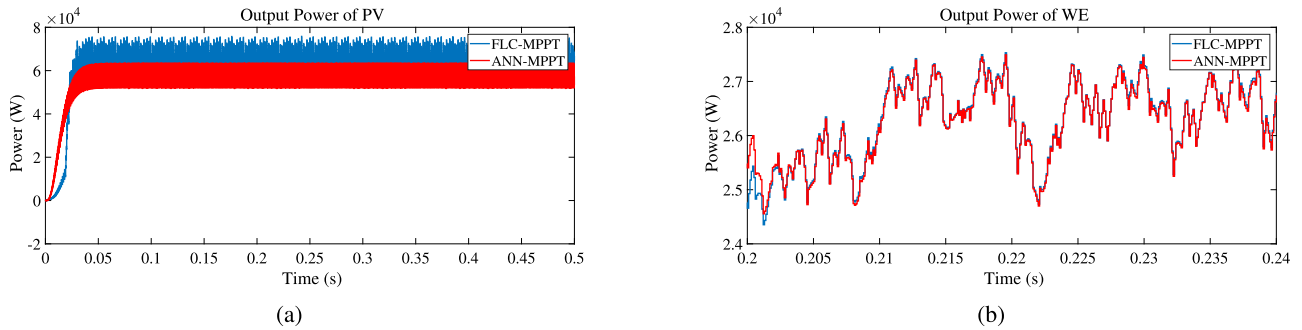 Output Power of PV
×10⁴
8
6
4
2
0
-2
Power (W)
FLC-MPPT
ANN-MPPT
0 0.05 0.1 0.15 0.2 0.25 0.3 0.35 0.4 0.45 0.5
Time (s)
(a)
Output Power of WE
×10⁴
2.8
2.7
2.6
2.5
2.4
Power (W)
FLC-MPPT
ANN-MPPT
0.2 0.205 0.21 0.215 0.22 0.225 0.23 0.235 0.24
Time (s)
(b)